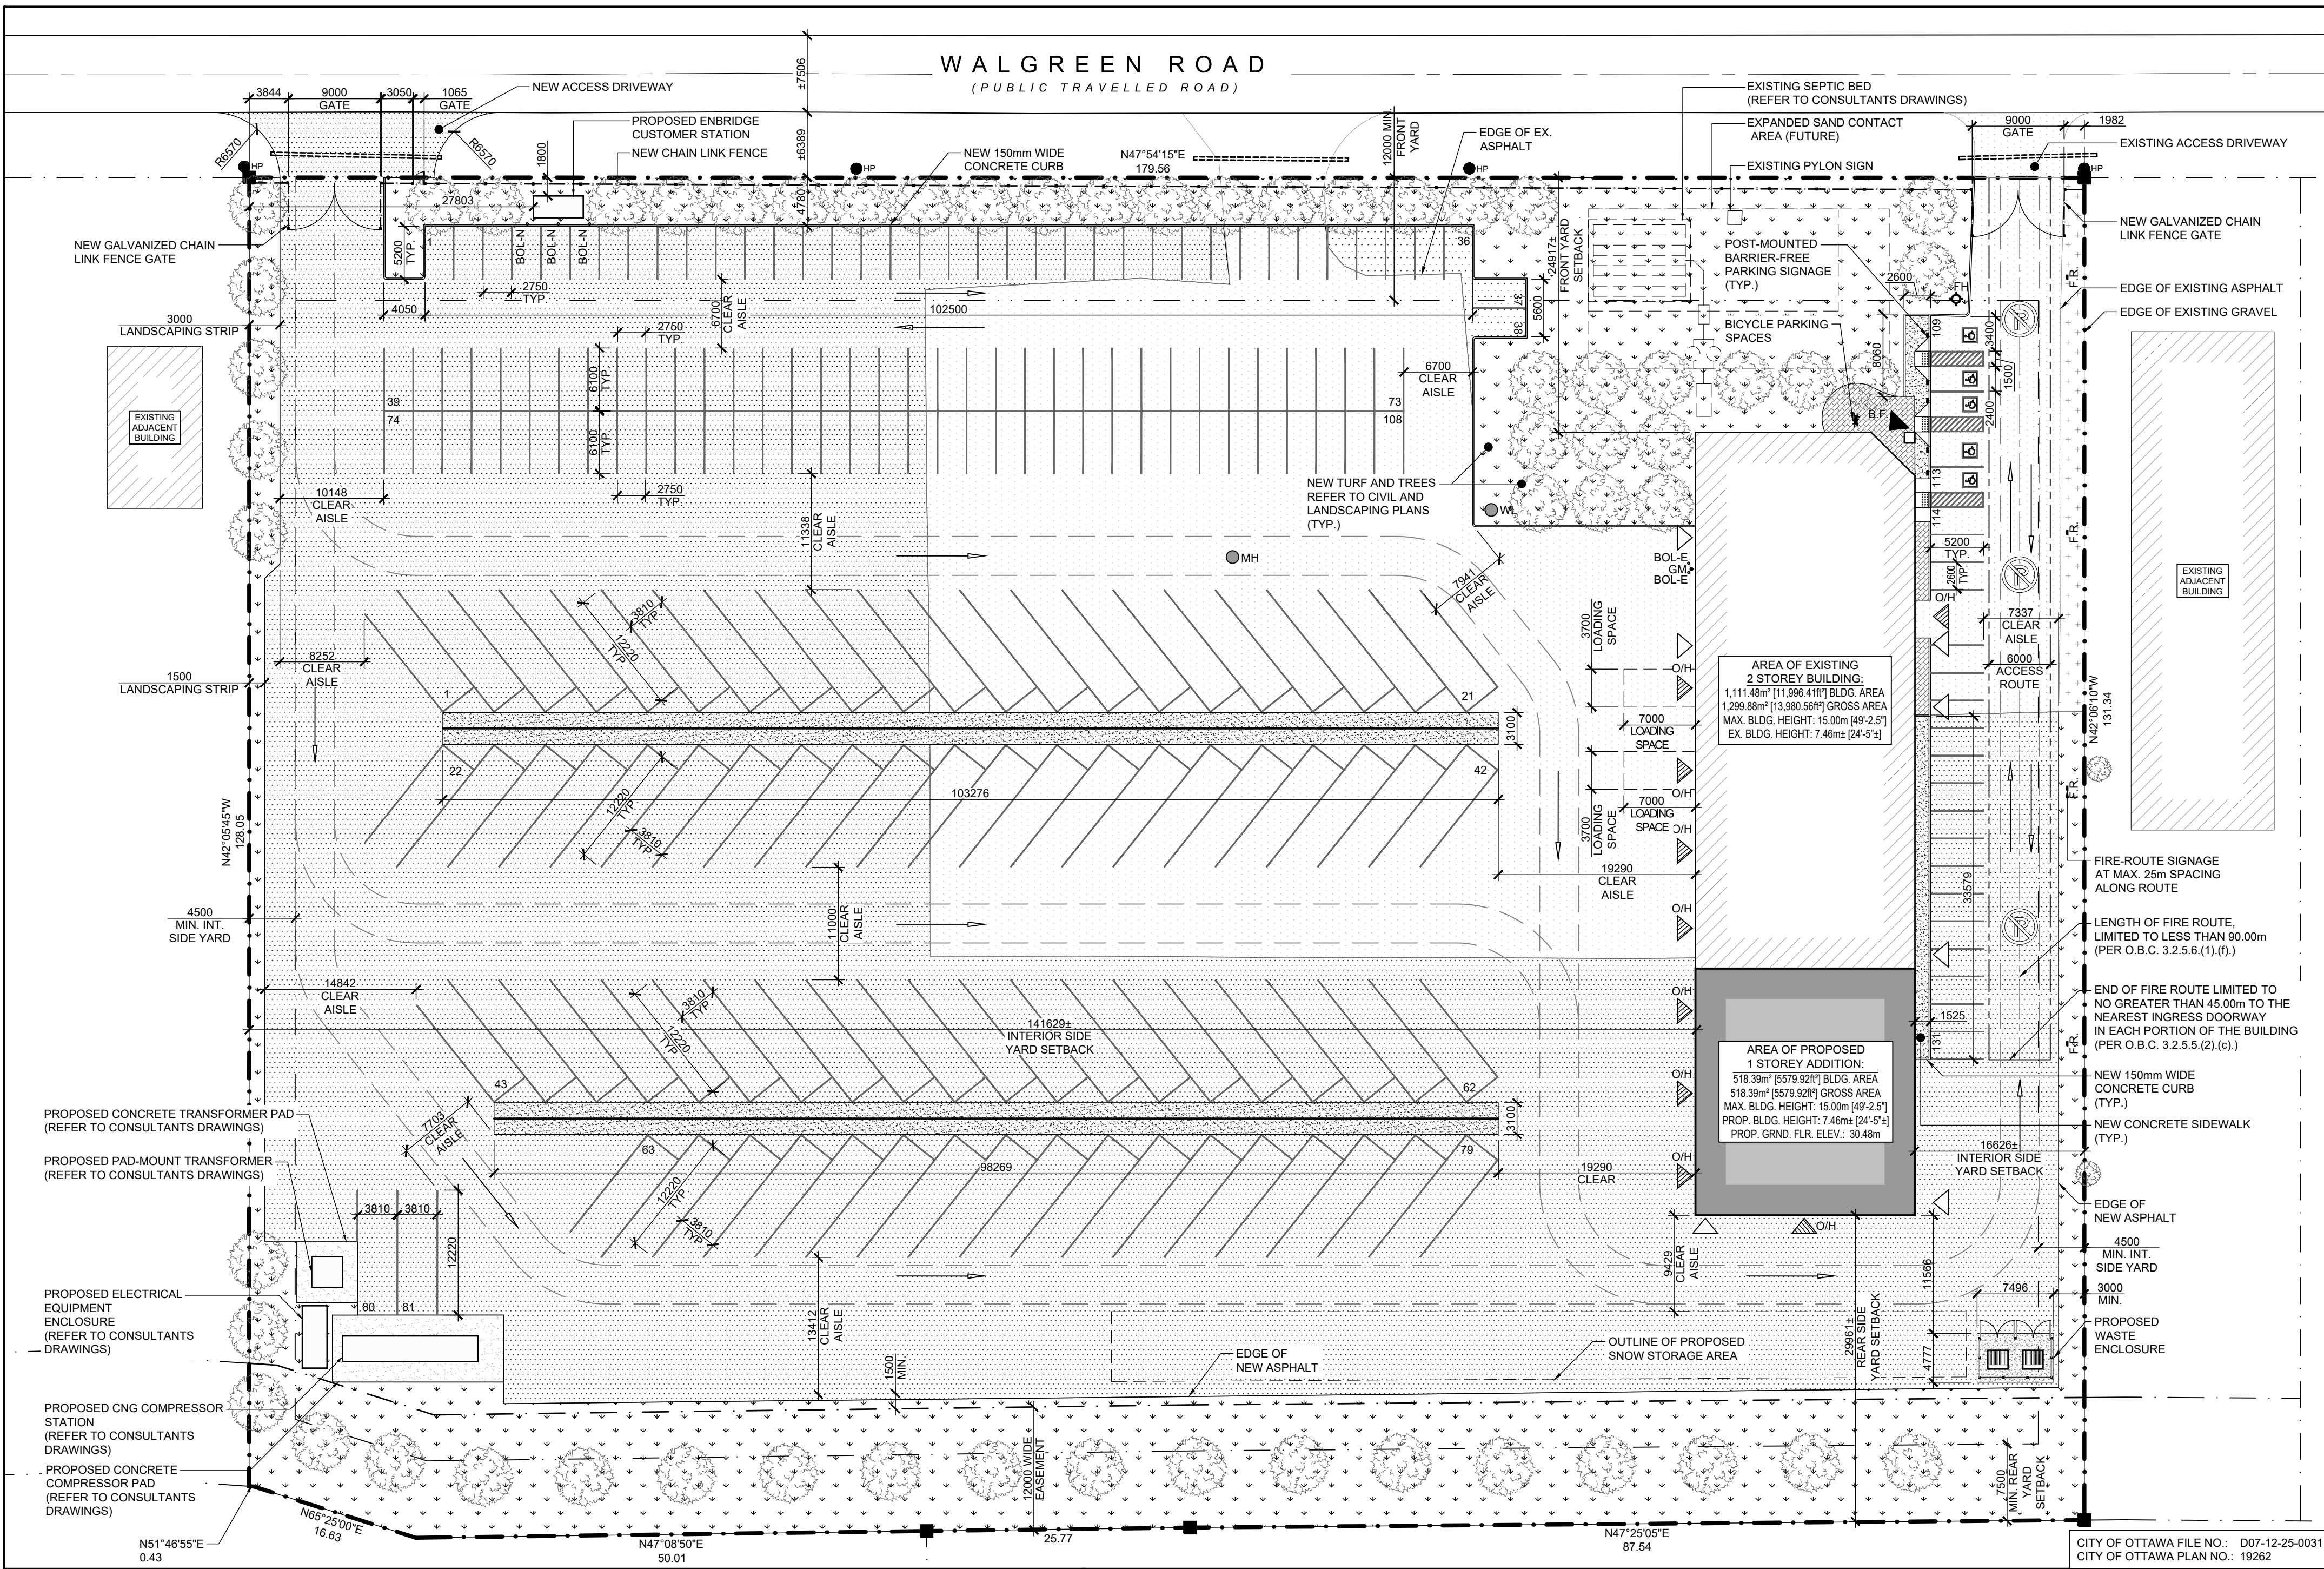 WALGREEN ROAD
(PUBLIC TRAVELLED ROAD)
±7506
3844
9000
GATE
3050
1065
GATE
NEW ACCESS DRIVEWAY
R6570
R6570
HP
1800
PROPOSED ENBRIDGE
CUSTOMER STATION
NEW CHAIN LINK FENCE
±6389
4780
HP
NEW 150mm WIDE
CONCRETE CURB
N47°54'15"E
179.56
12000 MIN.
FRONT
YARD
EDGE OF EX.
ASPHALT
HP
EXISTING SEPTIC BED
(REFER TO CONSULTANTS DRAWINGS)
EXPANDED SAND CONTACT
AREA (FUTURE)
EXISTING PYLON SIGN
9000
GATE
1982
EXISTING ACCESS DRIVEWAY
HP
NEW GALVANIZED CHAIN
LINK FENCE GATE
NEW GALVANIZED CHAIN
LINK FENCE GATE
27803
5200
TYP.
1
BOL-N
BOL-N
BOL-N
36
24917±
FRONT YARD
SETBACK
POST-MOUNTED
BARRIER-FREE
PARKING SIGNAGE
(TYP.)
2600
FH
F.R.
EDGE OF EXISTING ASPHALT
EDGE OF EXISTING GRAVEL
2750
TYP.
4050
6700
CLEAR
AISLE
102500
37
38
5600
BICYCLE PARKING
SPACES
109
3400
1500
8060
2400
B.F.
3000
LANDSCAPING STRIP
2750
TYP.
6100
TYP.
6700
CLEAR
AISLE
EXISTING
ADJACENT
BUILDING
39
74
73
108
6100
TYP.
10148
CLEAR
AISLE
2750
TYP.
11338
CLEAR
AISLE
NEW TURF AND TREES
REFER TO CIVIL AND
LANDSCAPING PLANS
(TYP.)
WL
MH
113
114
5200
TYP.
2600
TYP.
F.R.
O/H
BOL-E
GM
BOL-E
7941
CLEAR
AISLE
EXISTING
ADJACENT
BUILDING
3810
TYP.
12220
TYP.
8252
CLEAR
AISLE
1500
LANDSCAPING STRIP
1
21
3700
LOADING
SPACE
O/H
7337
CLEAR
AISLE
6000
ACCESS
ROUTE
AREA OF EXISTING
2 STOREY BUILDING:
1,111.48m² [11,996.41ft²] BLDG. AREA
1,299.88m² [13,980.56ft²] GROSS AREA
MAX. BLDG. HEIGHT: 15.00m [49'-2.5"]
EX. BLDG. HEIGHT: 7.46m± [24'-5"±]
3100
7000
LOADING
SPACE
N42°06'10"W
131.34
22
42
103276
12220
TYP.
3810
TYP.
O/H
7000
LOADING
SPACE
3700
LOADING
SPACE
O/H
F.R.
N42°05'45"W
128.05
19290
CLEAR
AISLE
33579
FIRE-ROUTE SIGNAGE
AT MAX. 25m SPACING
ALONG ROUTE
4500
MIN. INT.
SIDE YARD
11000
CLEAR
AISLE
O/H
LENGTH OF FIRE ROUTE,
LIMITED TO LESS THAN 90.00m
(PER O.B.C. 3.2.5.6.(1).(f).)
14842
CLEAR
AISLE
3810
TYP.
12220
TYP.
141629±
INTERIOR SIDE
YARD SETBACK
O/H
END OF FIRE ROUTE LIMITED TO
NO GREATER THAN 45.00m TO THE
NEAREST INGRESS DOORWAY
IN EACH PORTION OF THE BUILDING
(PER O.B.C. 3.2.5.5.(2).(c).)
1525
131
F.R.
AREA OF PROPOSED
1 STOREY ADDITION:
518.39m² [5579.92ft²] BLDG. AREA
518.39m² [5579.92ft²] GROSS AREA
MAX. BLDG. HEIGHT: 15.00m [49'-2.5"]
PROP. BLDG. HEIGHT: 7.46m± [24'-5"±]
PROP. GRND. FLR. ELEV.: 30.48m
43
62
O/H
NEW 150mm WIDE
CONCRETE CURB
(TYP.)
PROPOSED CONCRETE TRANSFORMER PAD
(REFER TO CONSULTANTS DRAWINGS)
7703
CLEAR
AISLE
3100
NEW CONCRETE SIDEWALK
(TYP.)
PROPOSED PAD-MOUNT TRANSFORMER
(REFER TO CONSULTANTS DRAWINGS)
63
79
98269
19290
CLEAR
O/H
16626±
INTERIOR SIDE
YARD SETBACK
3810
3810
12220
TYP.
3810
TYP.
12220
O/H
EDGE OF
NEW ASPHALT
4500
MIN. INT.
SIDE YARD
9429
CLEAR
AISLE
11566
7496
3000
MIN.
PROPOSED ELECTRICAL
EQUIPMENT
ENCLOSURE
(REFER TO CONSULTANTS
DRAWINGS)
80
81
13412
CLEAR
AISLE
1500
MIN.
EDGE OF
NEW ASPHALT
OUTLINE OF PROPOSED
SNOW STORAGE AREA
29961±
REAR SIDE
YARD SETBACK
4777
PROPOSED
WASTE
ENCLOSURE
PROPOSED CNG COMPRESSOR
STATION
(REFER TO CONSULTANTS
DRAWINGS)
PROPOSED CONCRETE
COMPRESSOR PAD
(REFER TO CONSULTANTS
DRAWINGS)
12000 WIDE
EASEMENT
7500
MIN. REAR
YARD
SETBACK
N65°25'00"E
16.63
N51°46'55"E
0.43
N47°08'50"E
50.01
25.77
N47°25'05"E
87.54
CITY OF OTTAWA FILE NO.: D07-12-25-0031
CITY OF OTTAWA PLAN NO.: 19262